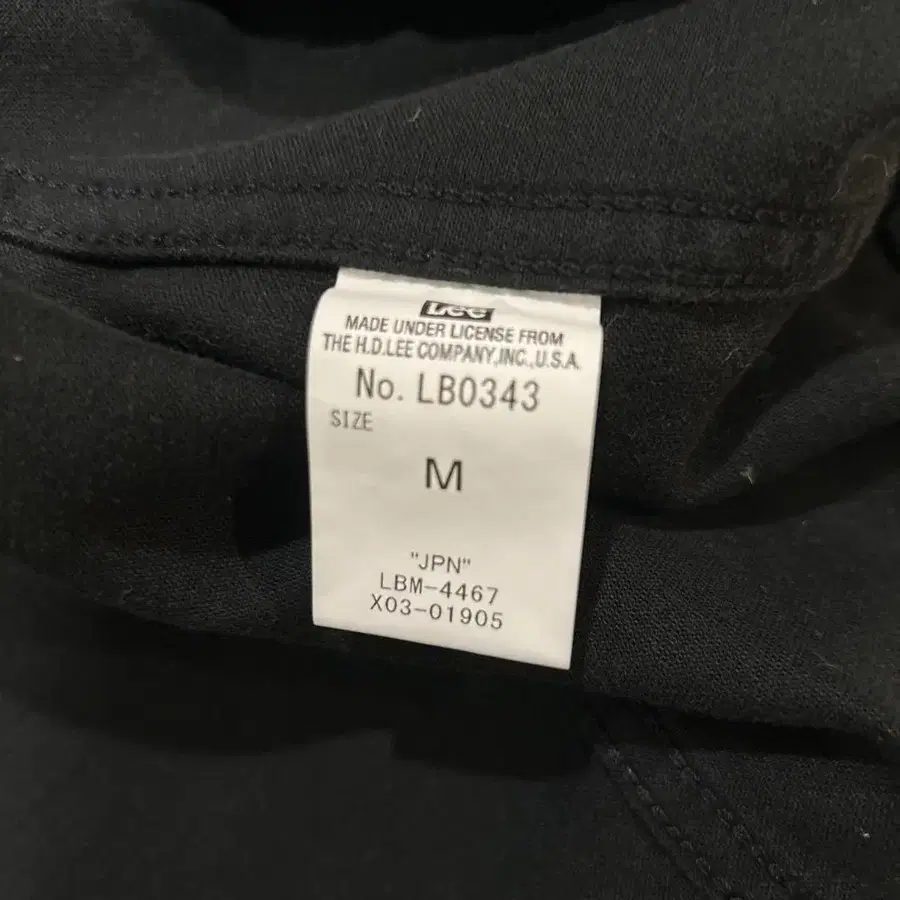 Lee
MADE UNDER LICENSE FROM
THE H.D.LEE COMPANY,INC.,U.S.A.
No. LB0343
SIZE
M
"JPN"
LBM-4467
X03-01905